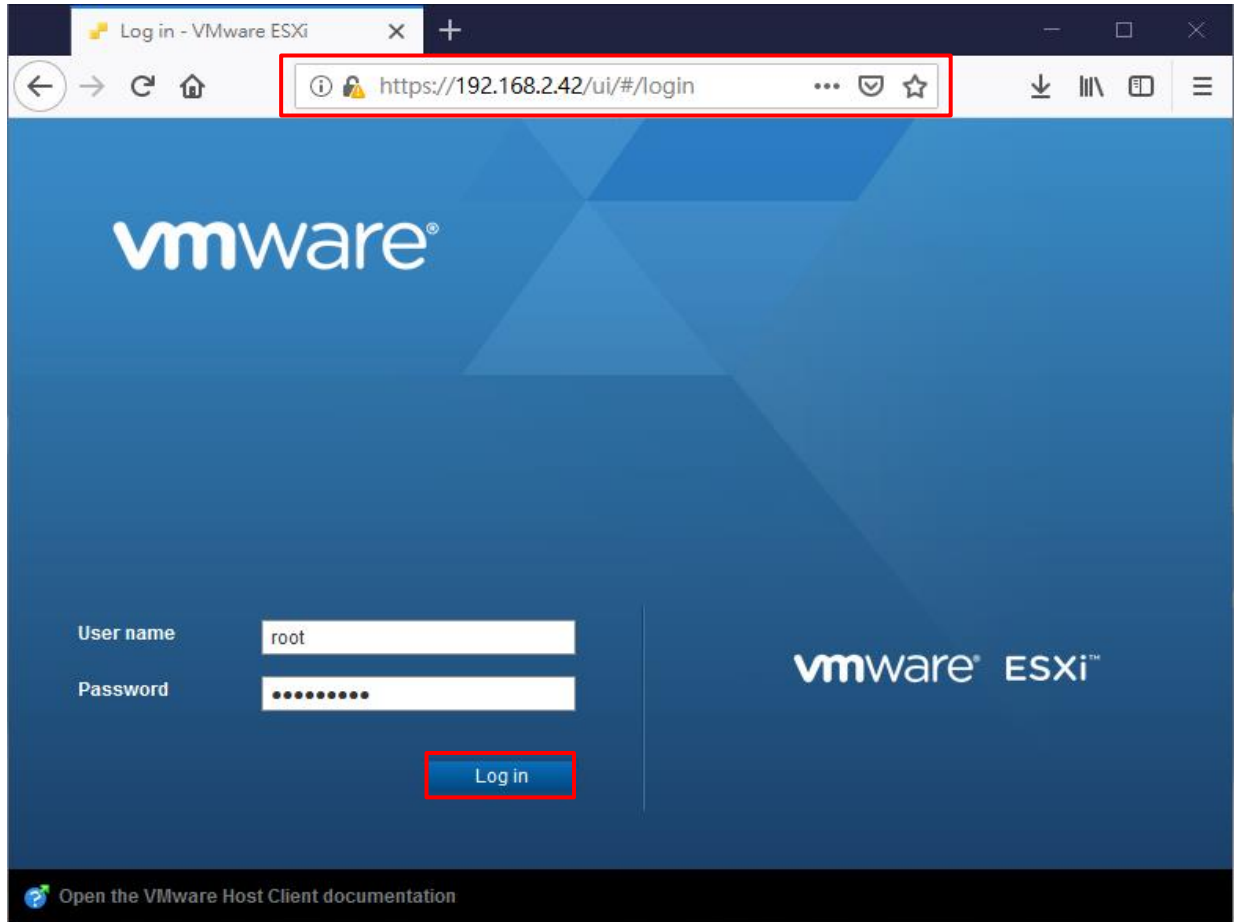 Log in - VMware ESXi
https://192.168.2.42/ui/#/login
vmware®
User name
root
Password
•••••••••
vmware® ESXi™
Log in
Open the VMware Host Client documentation